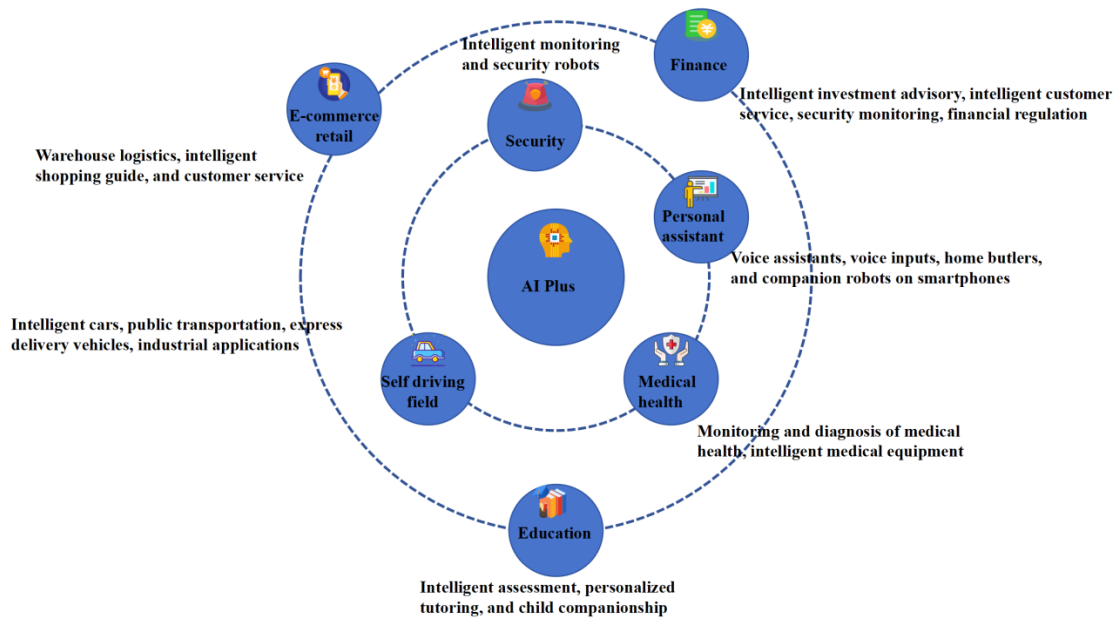 Intelligent monitoring
and security robots
Finance
Intelligent investment advisory, intelligent customer
service, security monitoring, financial regulation
E-commerce
retail
Warehouse logistics, intelligent
shopping guide, and customer service
Security
Personal
assistant
Voice assistants, voice inputs, home butlers,
and companion robots on smartphones
AI Plus
Intelligent cars, public transportation, express
delivery vehicles, industrial applications
Self driving
field
Medical
health
Monitoring and diagnosis of medical
health, intelligent medical equipment
Education
Intelligent assessment, personalized
tutoring, and child companionship